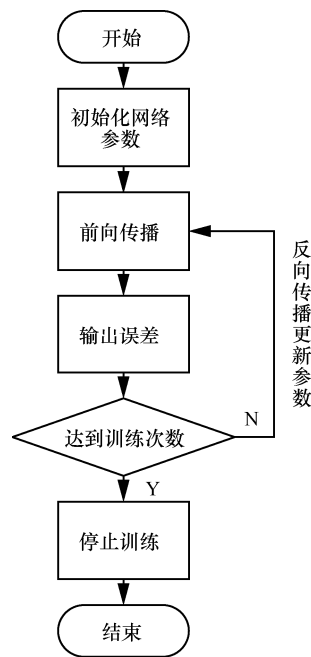 开始
初始化网络
参数
前向传播
输出误差
达到训练次数
N
反向传播更新参数
Y
停止训练
结束